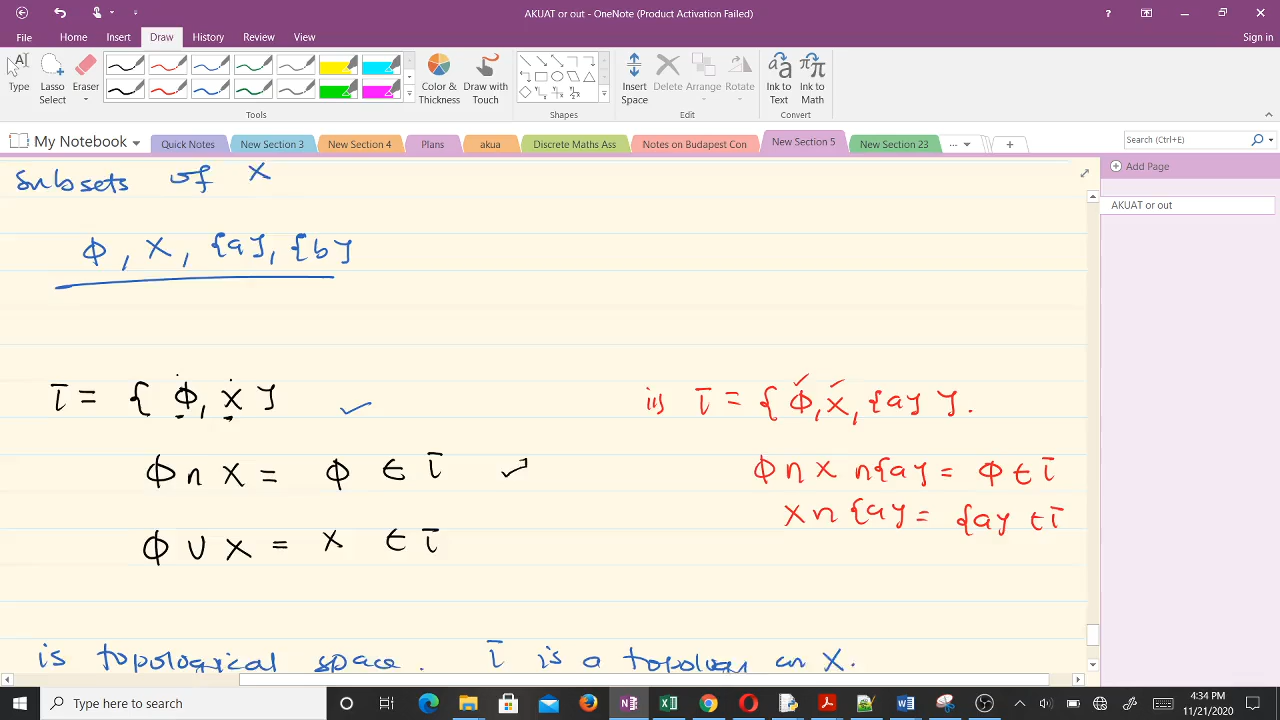 AKUAT or out - OneNote (Product Activation Failed)
Sign in
File Home Insert Draw History Review View
Type Lasso Select Eraser Color & Thickness Draw with Touch Insert Space Delete Arrange Rotate Ink to Text Ink to Math
Tools Shapes Edit Convert
My Notebook Quick Notes New Section 3 New Section 4 Plans akua Discrete Maths Ass Notes on Budapest Con New Section 5 New Section 23 ... + Search (Ctrl+E)
Add Page
AKUAT or out
Subsets of X
Φ, X, {a}, {b}
τ = { Φ, X } ✓
Φ ∩ X = Φ ∈ τ ✓
Φ ∪ X = X ∈ τ
is topological space. τ is a topology on X.
ii) τ = { Φ, X, {a} }.
Φ ∩ X ∩ {a} = Φ ∈ τ
X ∩ {a} = {a} ∈ τ
Type here to search
4:34 PM
11/21/2020